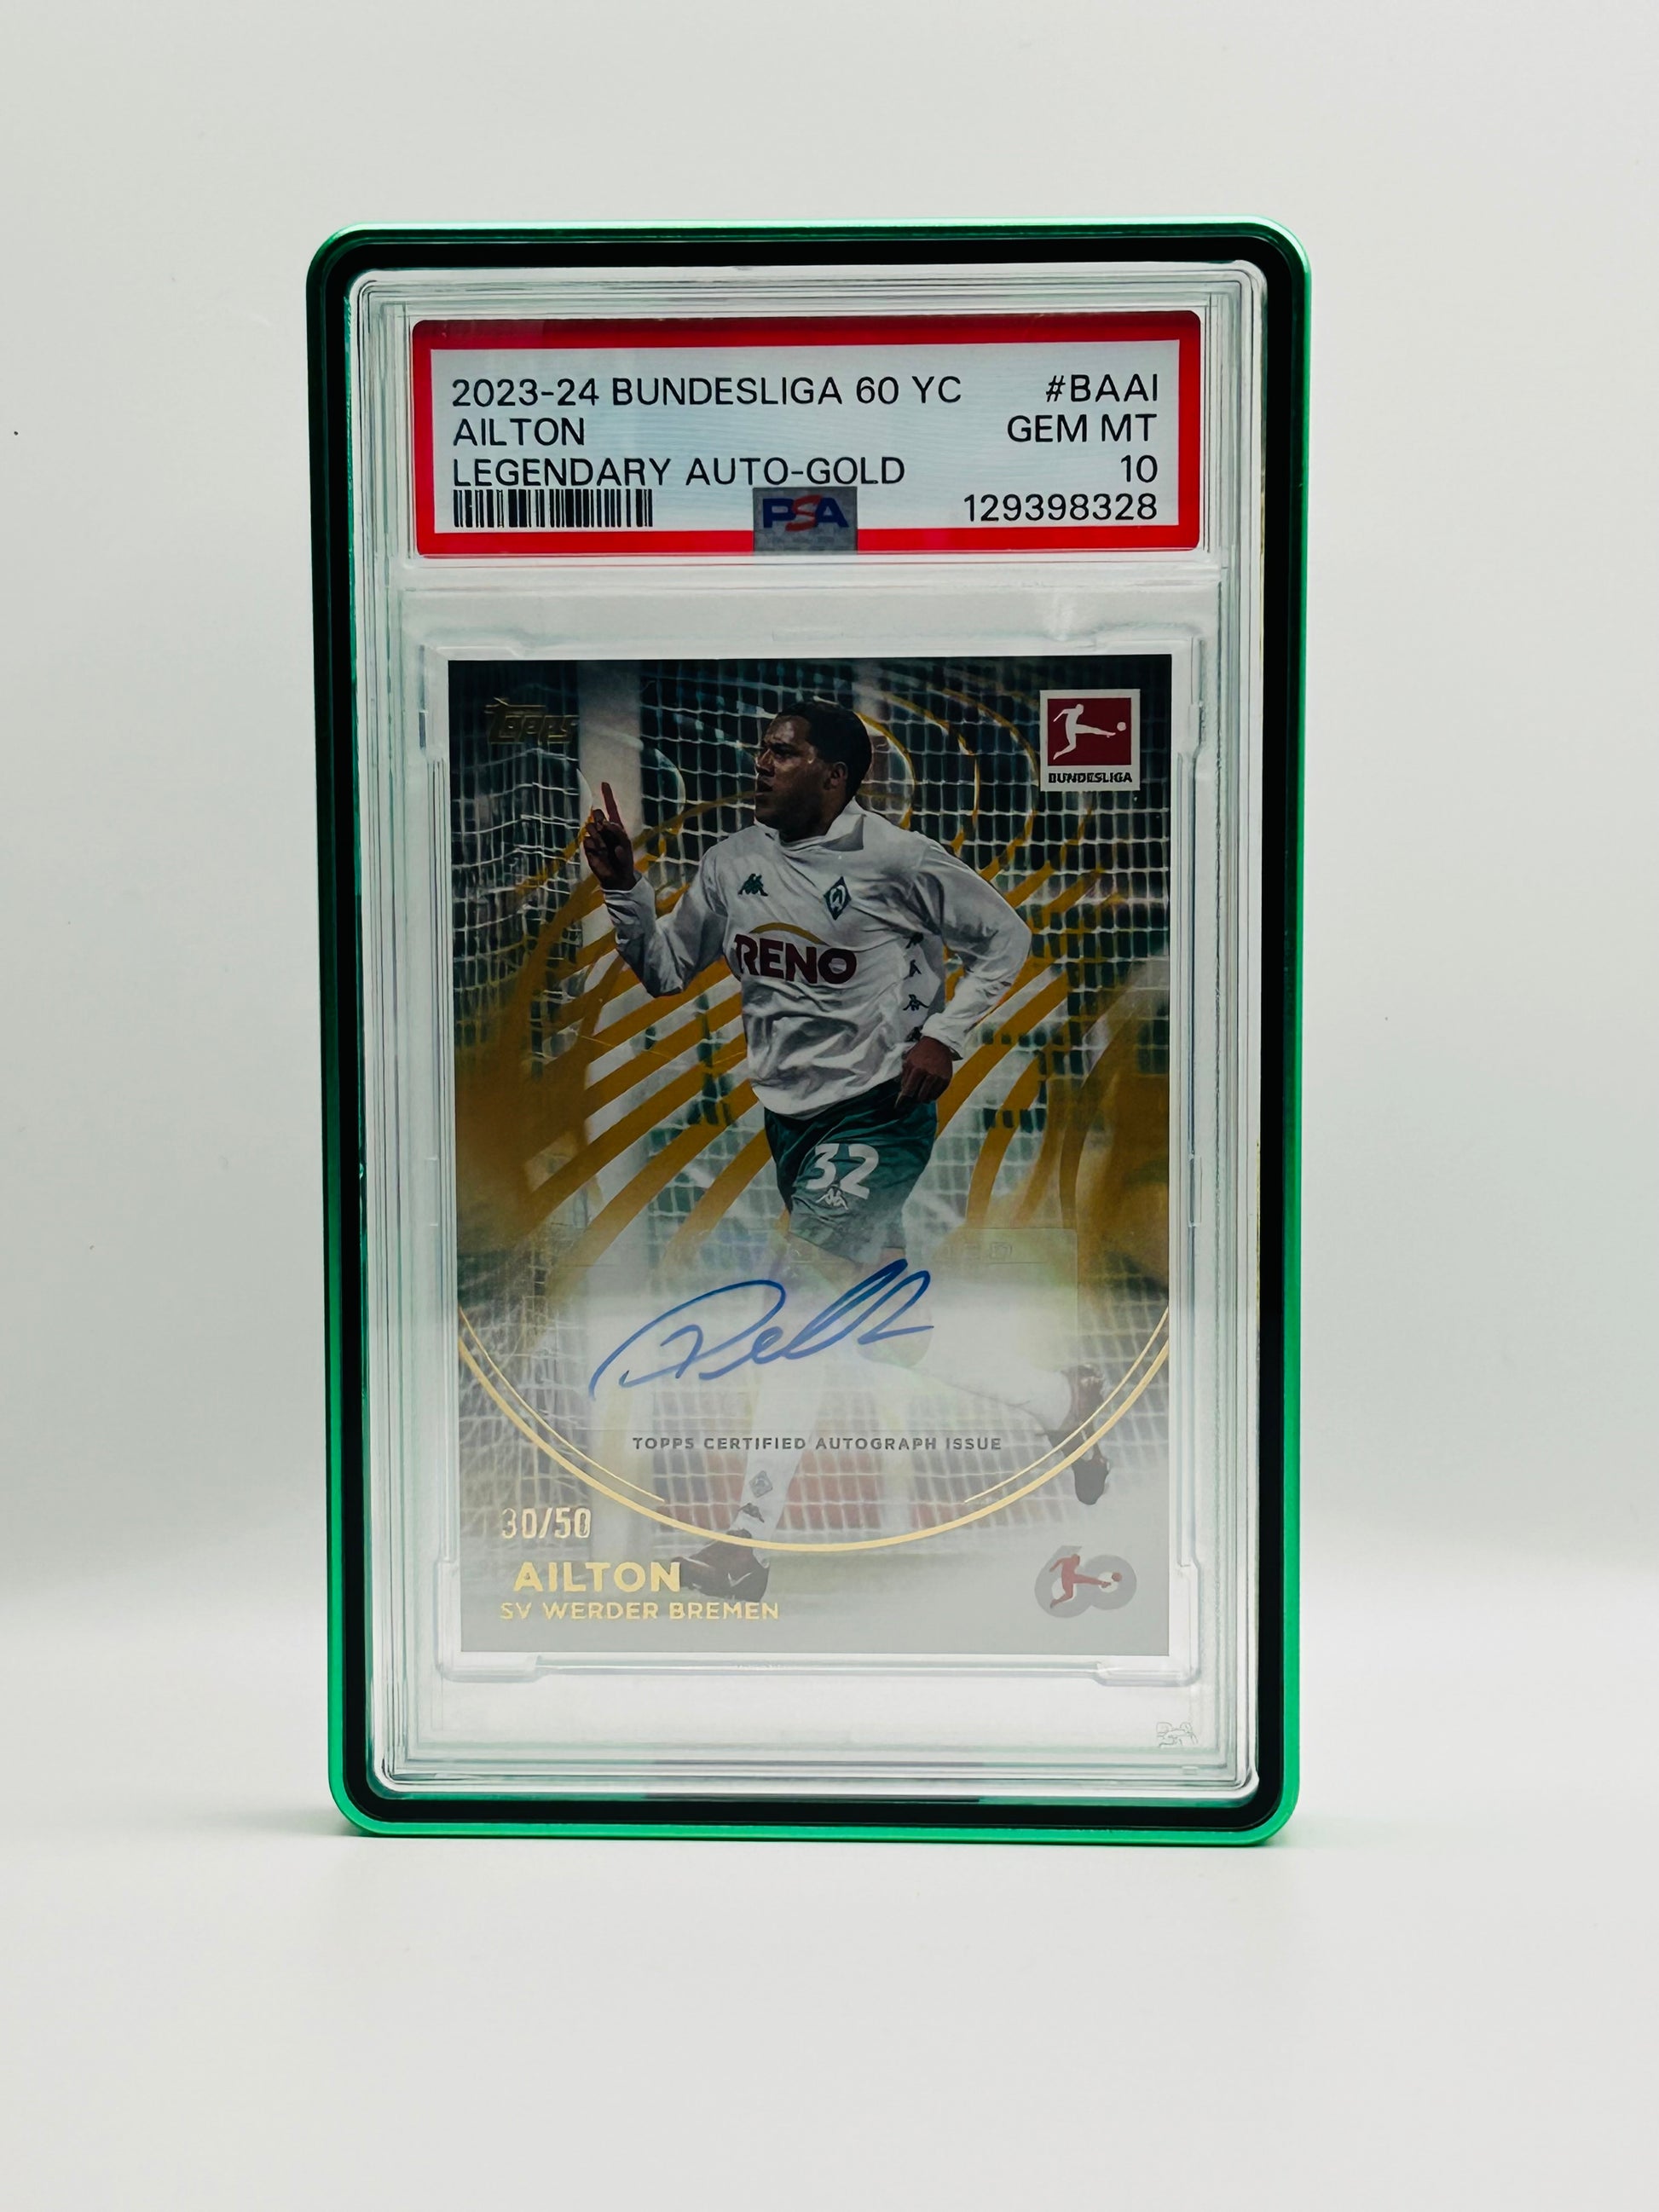 2023-24 BUNDESLIGA 60 YC #BAAI
AILTON GEM MT
LEGENDARY AUTO-GOLD 10
PSA 129398328
Topps
BUNDESLIGA
RENO
32
TOPPS CERTIFIED AUTOGRAPH ISSUE
30/50
AILTON
SV WERDER BREMEN
60